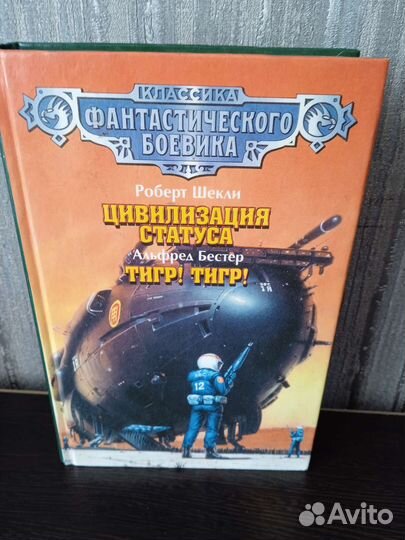 КЛАССИКА
ФАНТАСТИЧЕСКОГО
БОЕВИКА
Роберт Шекли
ЦИВИЛИЗАЦИЯ
СТАТУСА
Альфред Бестер
ТИГР! ТИГР!
12
Avito